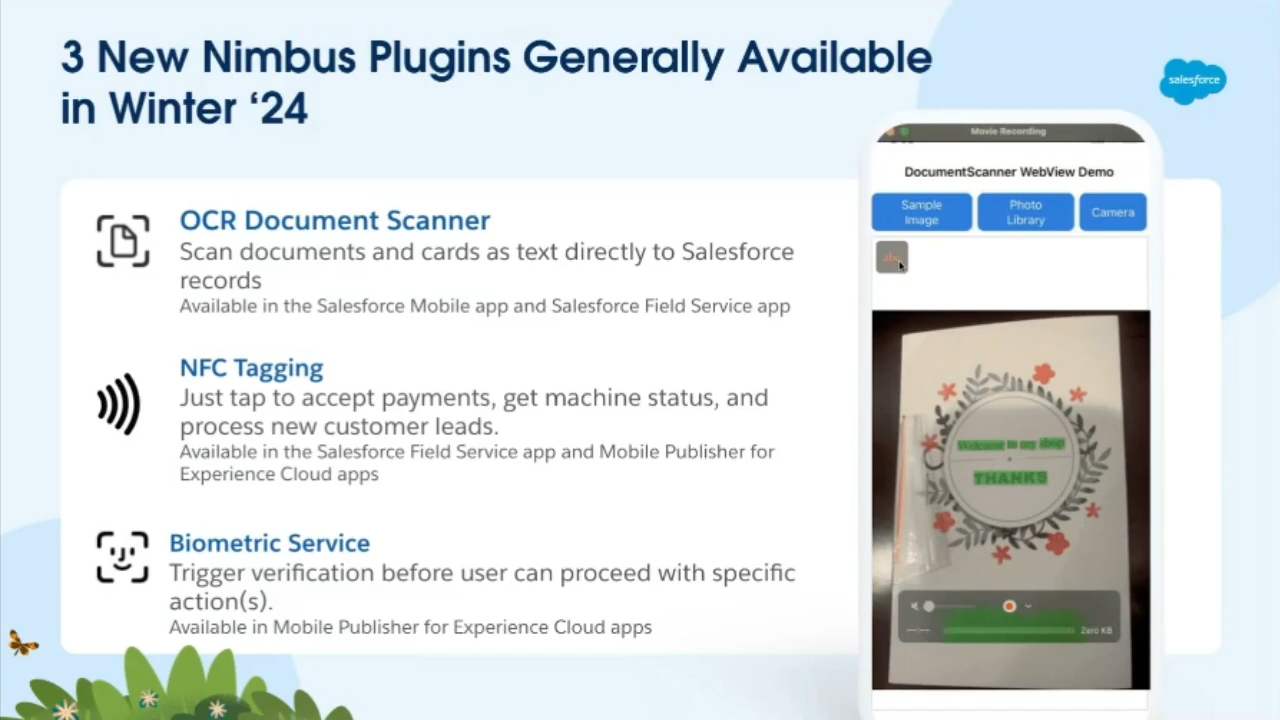 3 New Nimbus Plugins Generally Available
in Winter ‘24
salesforce
OCR Document Scanner
Scan documents and cards as text directly to Salesforce
records
Available in the Salesforce Mobile app and Salesforce Field Service app
NFC Tagging
Just tap to accept payments, get machine status, and
process new customer leads.
Available in the Salesforce Field Service app and Mobile Publisher for
Experience Cloud apps
Biometric Service
Trigger verification before user can proceed with specific
action(s).
Available in Mobile Publisher for Experience Cloud apps
Movie Recording
DocumentScanner WebView Demo
Sample
Image
Photo
Library
Camera
abc
Welcome to my shop
THANKS
Zero KB